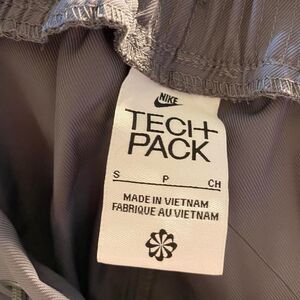 NIKE
TECH
PACK
S P CH
MADE IN VIETNAM
FABRIQUE AU VIETNAM